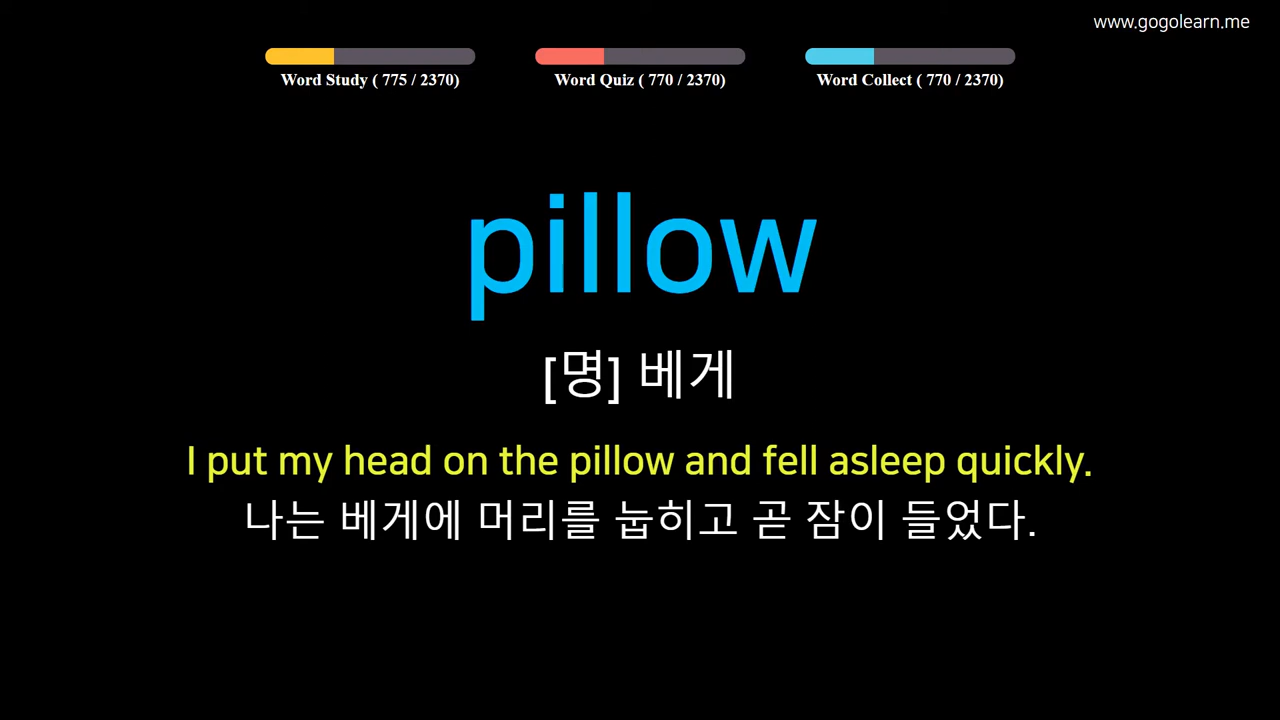 www.gogolearn.me
Word Study ( 775 / 2370)
Word Quiz ( 770 / 2370)
Word Collect ( 770 / 2370)
pillow
[명] 베게
I put my head on the pillow and fell asleep quickly.
나는 베게에 머리를 눕히고 곧 잠이 들었다.